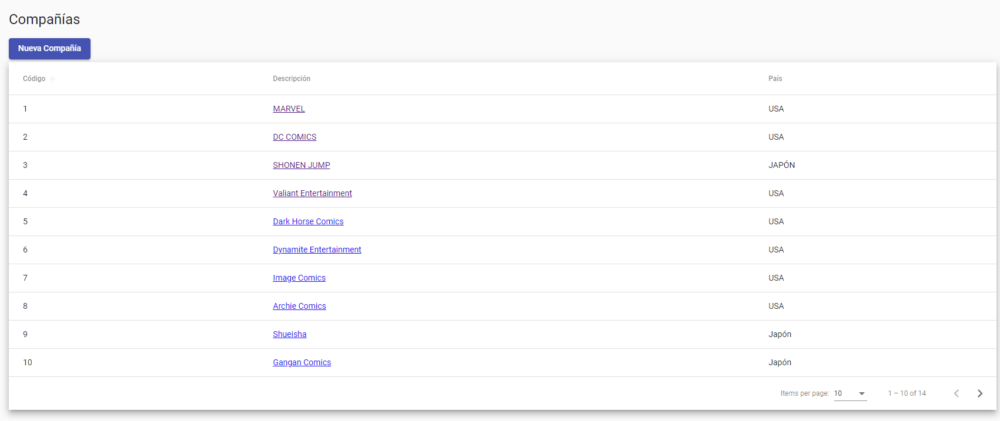 Compañías
Nueva Compañía
Código Descripción País
1 MARVEL USA
2 DC COMICS USA
3 SHONEN JUMP JAPÓN
4 Valiant Entertainment USA
5 Dark Horse Comics USA
6 Dynamite Entertainment USA
7 Image Comics USA
8 Archie Comics USA
9 Shueisha Japón
10 Gangan Comics Japón
Items per page: 10 1 – 10 of 14